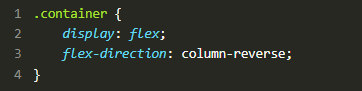 1 .container {
2     display: flex;
3     flex-direction: column-reverse;
4 }